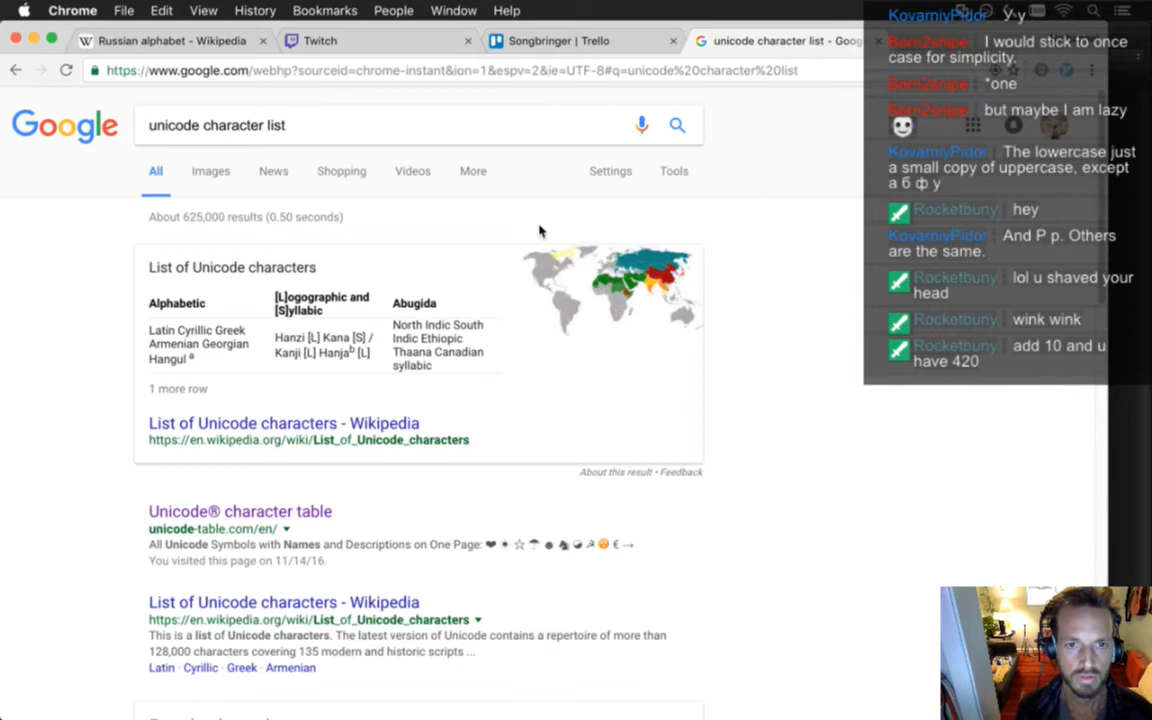 Chrome File Edit View History Bookmarks People Window Help
Russian alphabet - Wikipedia
Twitch
Songbringer | Trello
unicode character list - Goog
https://www.google.com/webhp?sourceid=chrome-instant&ion=1&espv=2&ie=UTF-8#q=unicode%20character%20list
Google
unicode character list
All Images News Shopping Videos More Settings Tools
About 625,000 results (0.50 seconds)
List of Unicode characters
Alphabetic
[L]ogographic and
[S]yllabic
Abugida
Latin Cyrillic Greek
Armenian Georgian
Hangul a
Hanzi [L] Kana [S] /
Kanji [L] Hanjab [L]
North Indic South
Indic Ethiopic
Thaana Canadian
syllabic
1 more row
List of Unicode characters - Wikipedia
https://en.wikipedia.org/wiki/List_of_Unicode_characters
About this result • Feedback
Unicode® character table
unicode-table.com/en/
All Unicode Symbols with Names and Descriptions on One Page: ❤ ☀ ☆ ☂ ☻ ♞ ☯ ☭ ☺ € →
You visited this page on 11/14/16.
List of Unicode characters - Wikipedia
https://en.wikipedia.org/wiki/List_of_Unicode_characters
This is a list of Unicode characters. The latest version of Unicode contains a repertoire of more than
128,000 characters covering 135 modern and historic scripts ...
Latin · Cyrillic · Greek · Armenian
KovarniyPidor У у
Born2snipe I would stick to once
case for simplicity.
Born2snipe *one
Born2snipe but maybe I am lazy
KovarniyPidor The lowercase just
a small copy of uppercase, except
а б ф у
Rocketbuny hey
KovarniyPidor And Р р. Others
are the same.
Rocketbuny lol u shaved your
head
Rocketbuny wink wink
Rocketbuny add 10 and u
have 420